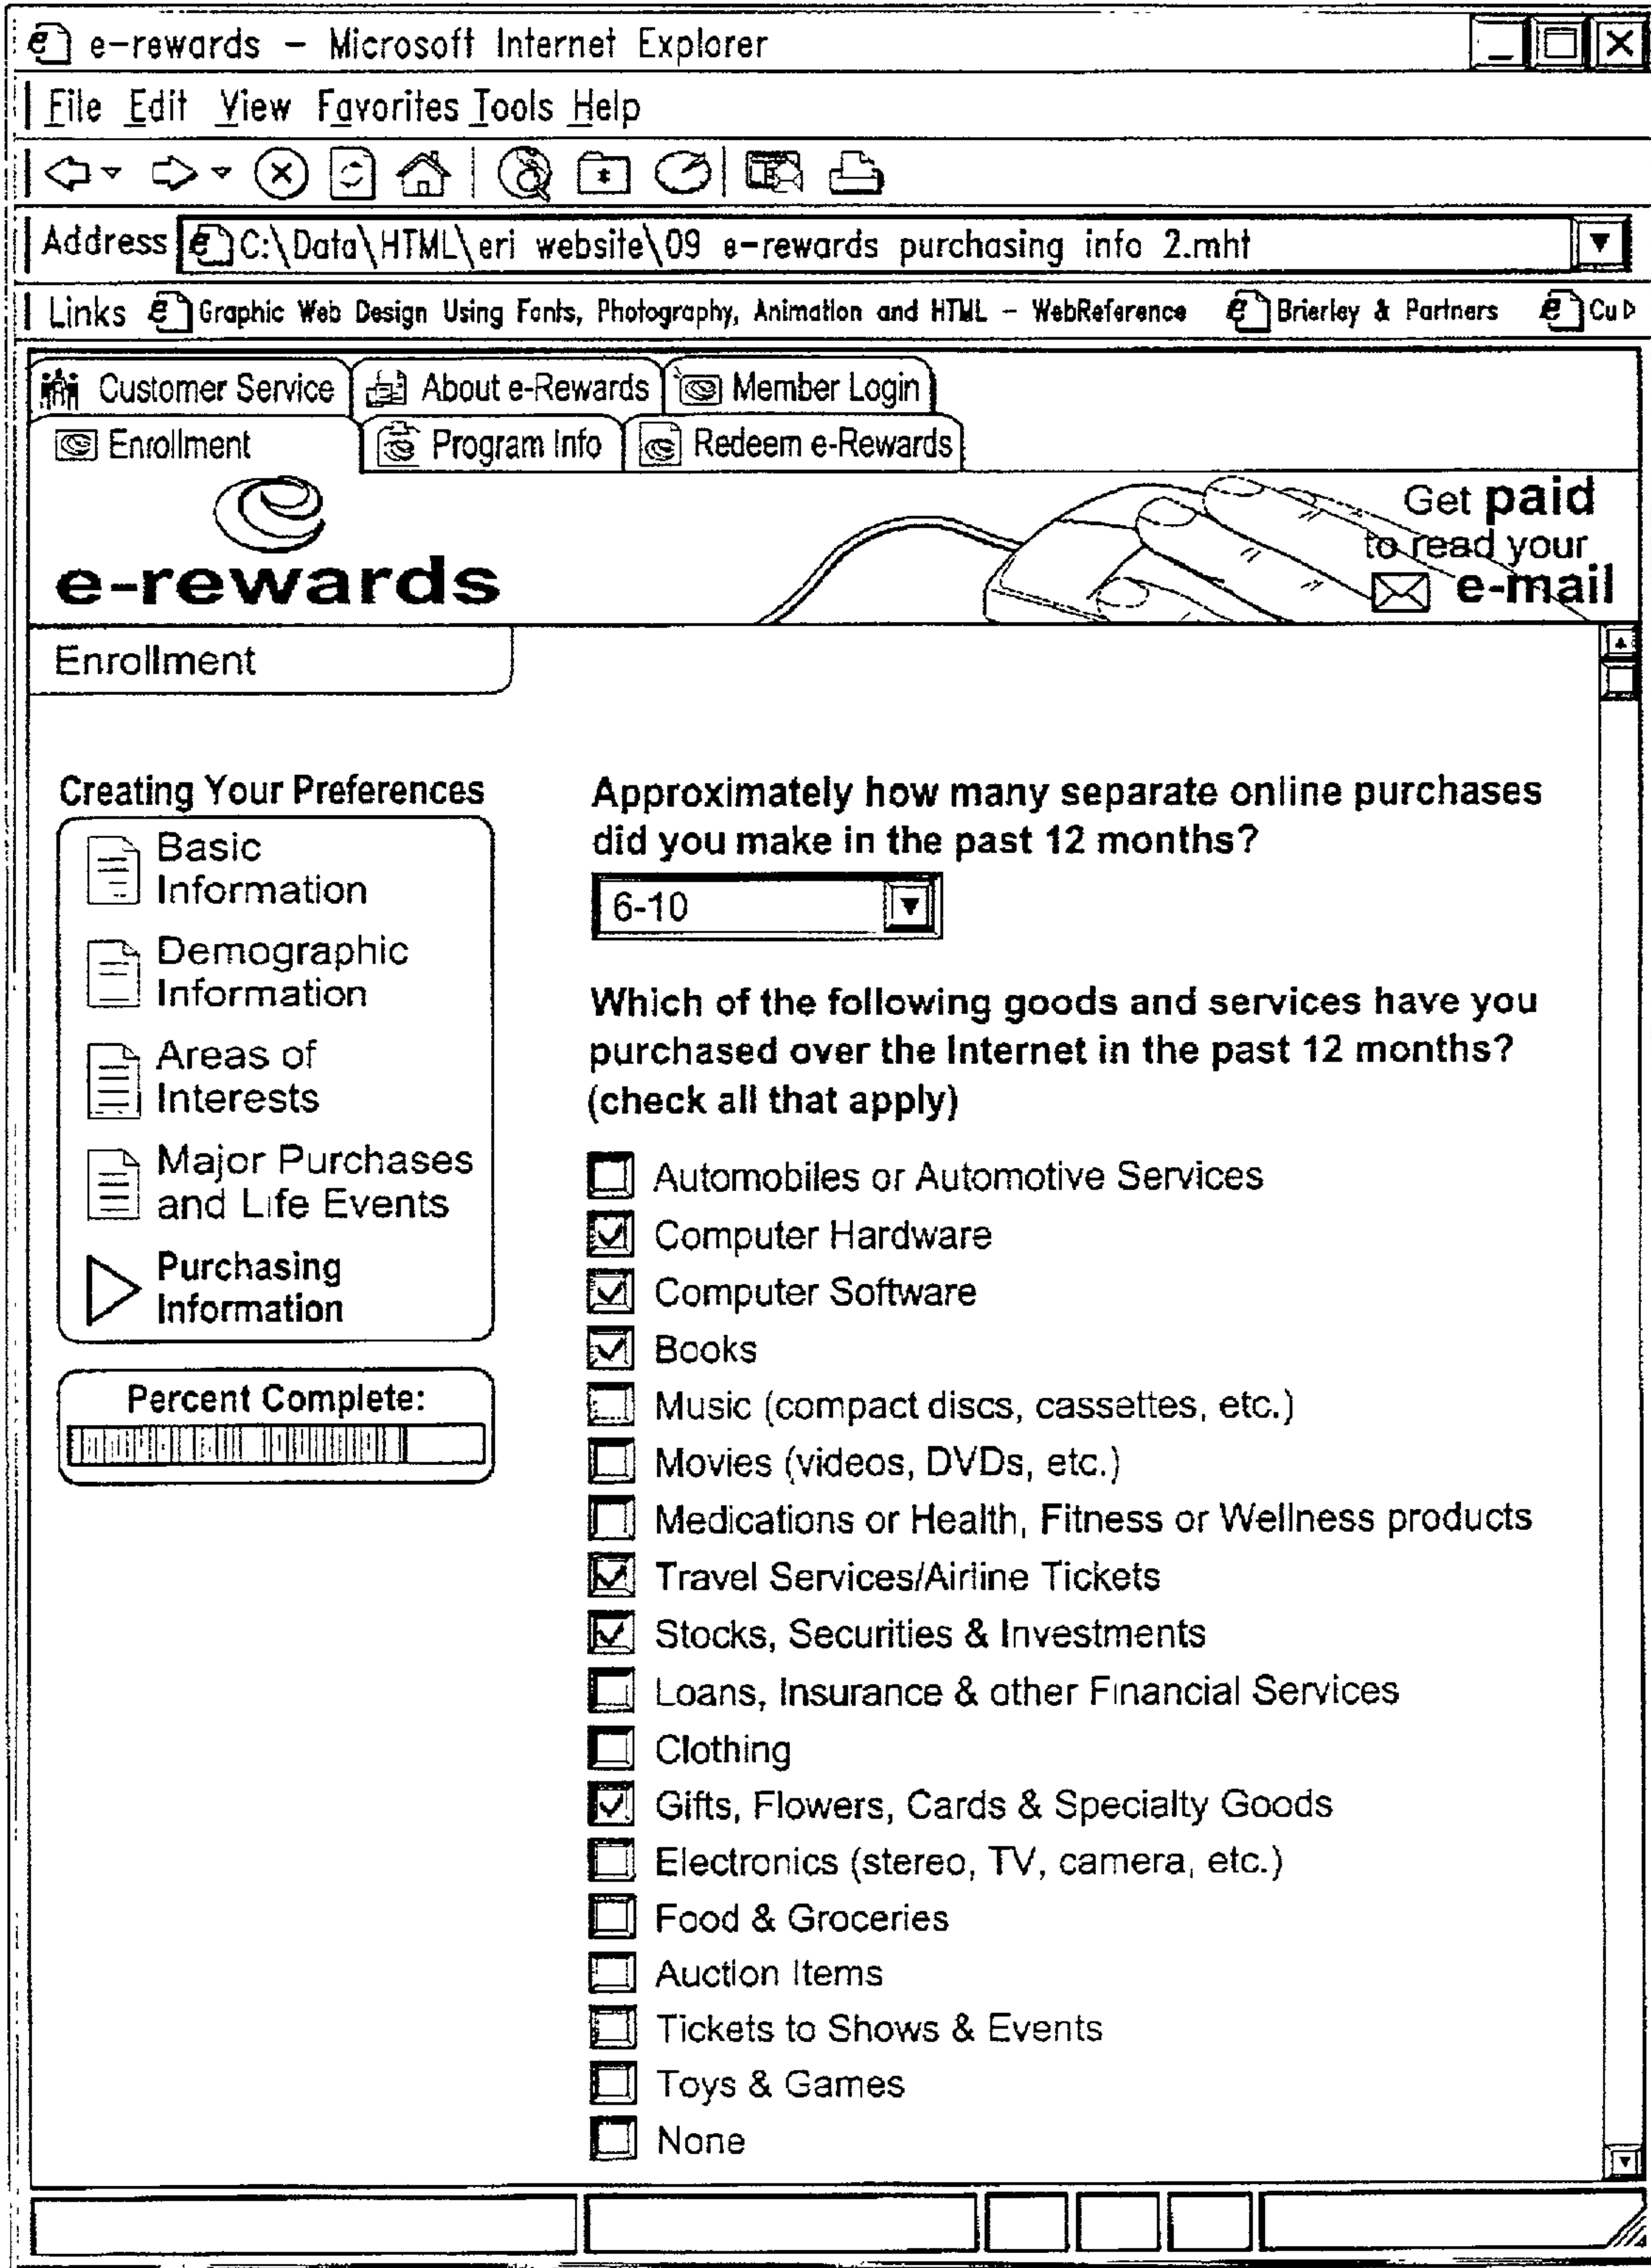 e-rewards - Microsoft Internet Explorer
File Edit View Favorites Tools Help
Address C:\Data\HTML\eri website\09 e-rewards purchasing info 2.mht
Links Graphic Web Design Using Fonts, Photography, Animation and HTML - WebReference Brierley & Partners Cu
Customer Service About e-Rewards Member Login
Enrollment Program Info Redeem e-Rewards
e-rewards
Get paid
to read your
e-mail
Enrollment
Creating Your Preferences
Basic
Information
Demographic
Information
Areas of
Interests
Major Purchases
and Life Events
Purchasing
Information
Percent Complete:
Approximately how many separate online purchases
did you make in the past 12 months?
6-10
Which of the following goods and services have you
purchased over the Internet in the past 12 months?
(check all that apply)
Automobiles or Automotive Services
Computer Hardware
Computer Software
Books
Music (compact discs, cassettes, etc.)
Movies (videos, DVDs, etc.)
Medications or Health, Fitness or Wellness products
Travel Services/Airline Tickets
Stocks, Securities & Investments
Loans, Insurance & other Financial Services
Clothing
Gifts, Flowers, Cards & Specialty Goods
Electronics (stereo, TV, camera, etc.)
Food & Groceries
Auction Items
Tickets to Shows & Events
Toys & Games
None